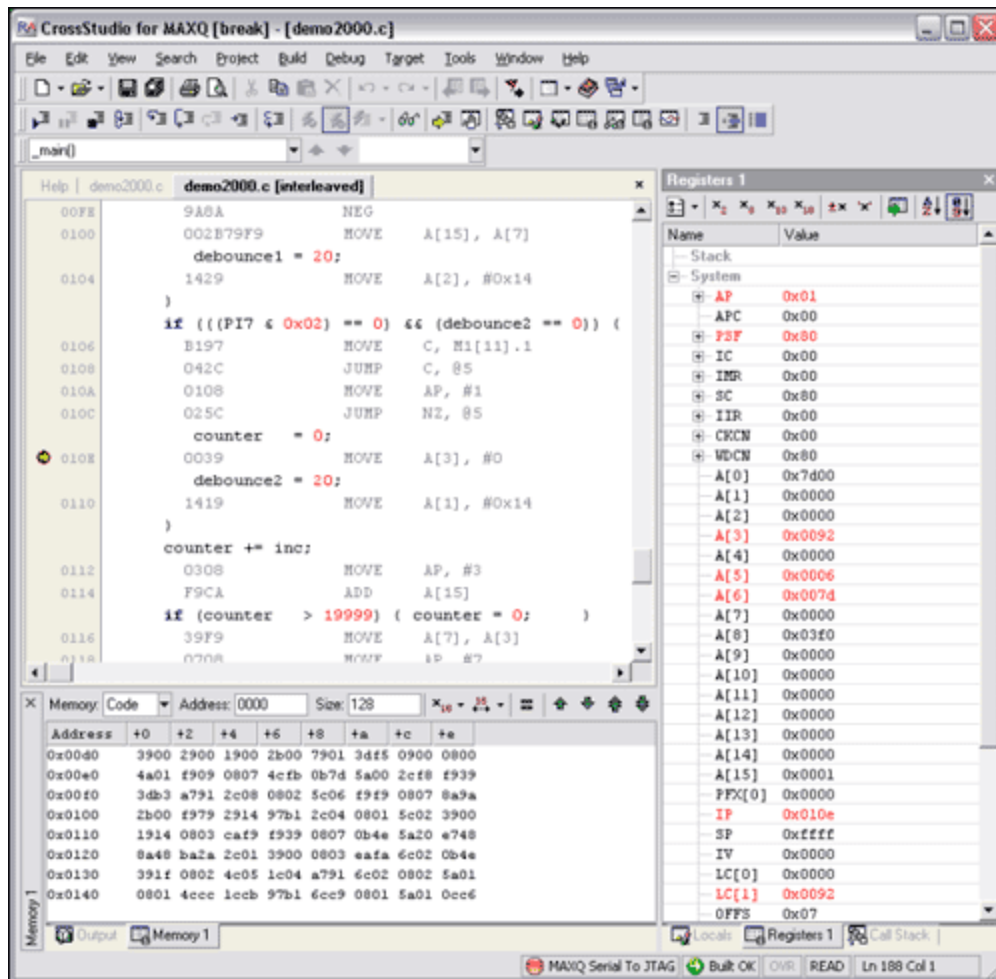 CrossStudio for MAXQ [break] - [demo2000.c]
File Edit View Search Project Build Debug Target Tools Window Help
_main()
Help | demo2000.c demo2000.c [interleaved]
00FE 9A8A NEG
0100 002B79F9 MOVE A[15], A[7]
debounce1 = 20;
0104 1429 MOVE A[2], #0x14
}
if (((PI7 & 0x02) == 0) && (debounce2 == 0)) {
0106 B197 MOVE C, M1[11].1
0108 042C JUMP C, @5
010A 0108 MOVE AP, #1
010C 025C JUMP NZ, @5
counter = 0;
010E 0039 MOVE A[3], #0
debounce2 = 20;
0110 1419 MOVE A[1], #0x14
}
counter += inc;
0112 0308 MOVE AP, #3
0114 F9CA ADD A[15]
if (counter > 19999) { counter = 0; }
0116 39F9 MOVE A[7], A[3]
0118 0708 MOVE AP, #7
Registers 1
Name Value
Stack
System
AP 0x01
APC 0x00
PSF 0x80
IC 0x00
IMR 0x00
SC 0x80
IIR 0x00
CKCN 0x00
WDCN 0x80
A[0] 0x7d00
A[1] 0x0000
A[2] 0x0000
A[3] 0x0092
A[4] 0x0000
A[5] 0x0006
A[6] 0x007d
A[7] 0x0000
A[8] 0x03f0
A[9] 0x0000
A[10] 0x0000
A[11] 0x0000
A[12] 0x0000
A[13] 0x0000
A[14] 0x0000
A[15] 0x0001
PFX[0] 0x0000
IP 0x010e
SP 0xffff
IV 0x0000
LC[0] 0x0000
LC[1] 0x0092
OFFS 0x07
Locals Registers 1 Call Stack
Memory: Code Address: 0000 Size: 128
Address +0 +2 +4 +6 +8 +a +c +e
0x00d0 3900 2900 1900 2b00 7901 3df5 0900 0800
0x00e0 4a01 f909 0807 4cfb 0b7d 5a00 2cf8 f939
0x00f0 3db3 a791 2c08 0802 5c06 f9f9 0807 8a9a
0x0100 2b00 f979 2914 97b1 2c04 0801 5c02 3900
0x0110 1914 0803 caf9 f939 0807 0b4e 5a20 e748
0x0120 8a48 ba2a 2c01 3900 0803 eafa 6c02 0b4e
0x0130 391f 0802 4c05 1c04 a791 6c02 0802 5a01
0x0140 0801 4ccc 1ccb 97b1 6cc9 0801 5a01 0cc6
Memory 1
Output Memory 1
MAXQ Serial To JTAG Built OK OVR READ Ln 188 Col 1